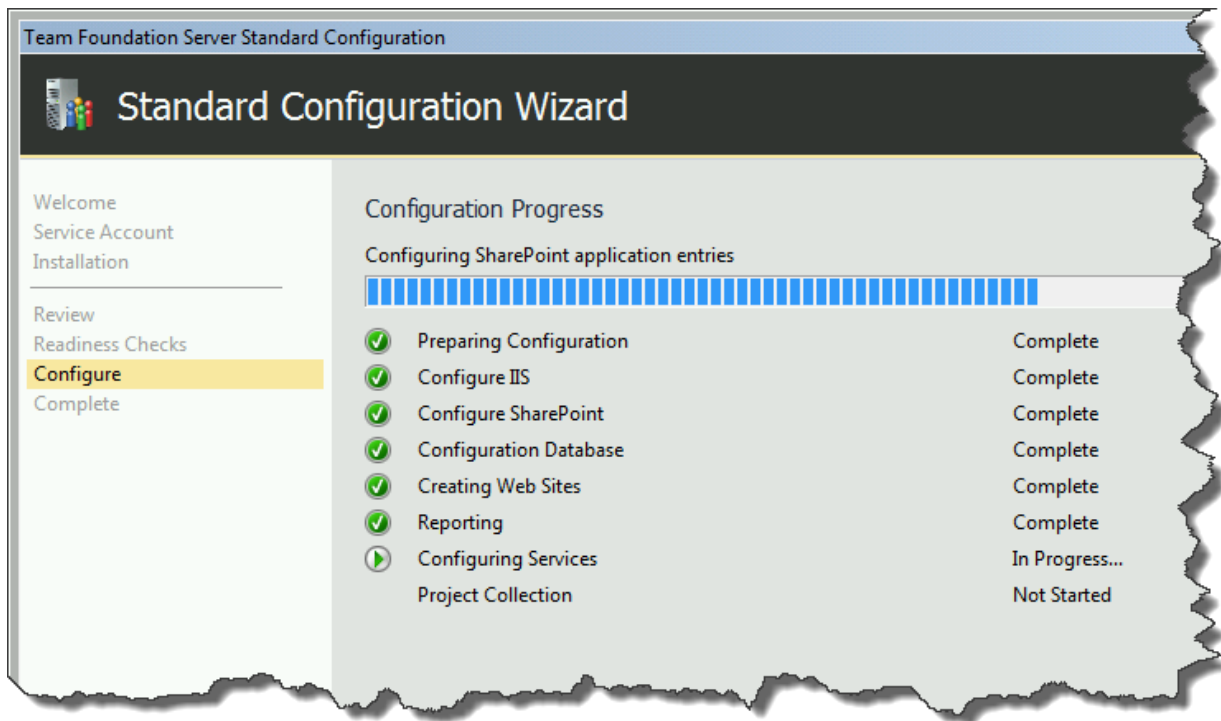 Team Foundation Server Standard Configuration
Standard Configuration Wizard
Welcome
Service Account
Installation
Review
Readiness Checks
Configure
Complete
Configuration Progress
Configuring SharePoint application entries
Preparing Configuration Complete
Configure IIS Complete
Configure SharePoint Complete
Configuration Database Complete
Creating Web Sites Complete
Reporting Complete
Configuring Services In Progress...
Project Collection Not Started